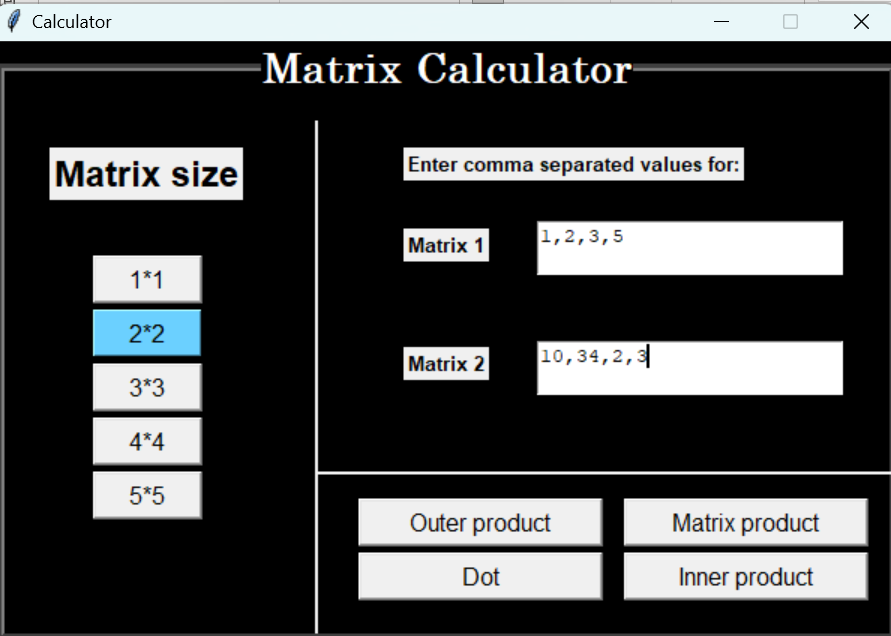 Calculator
Matrix Calculator
Matrix size
1*1
2*2
3*3
4*4
5*5
Enter comma separated values for:
Matrix 1
1,2,3,5
Matrix 2
10,34,2,3
Outer product
Matrix product
Dot
Inner product